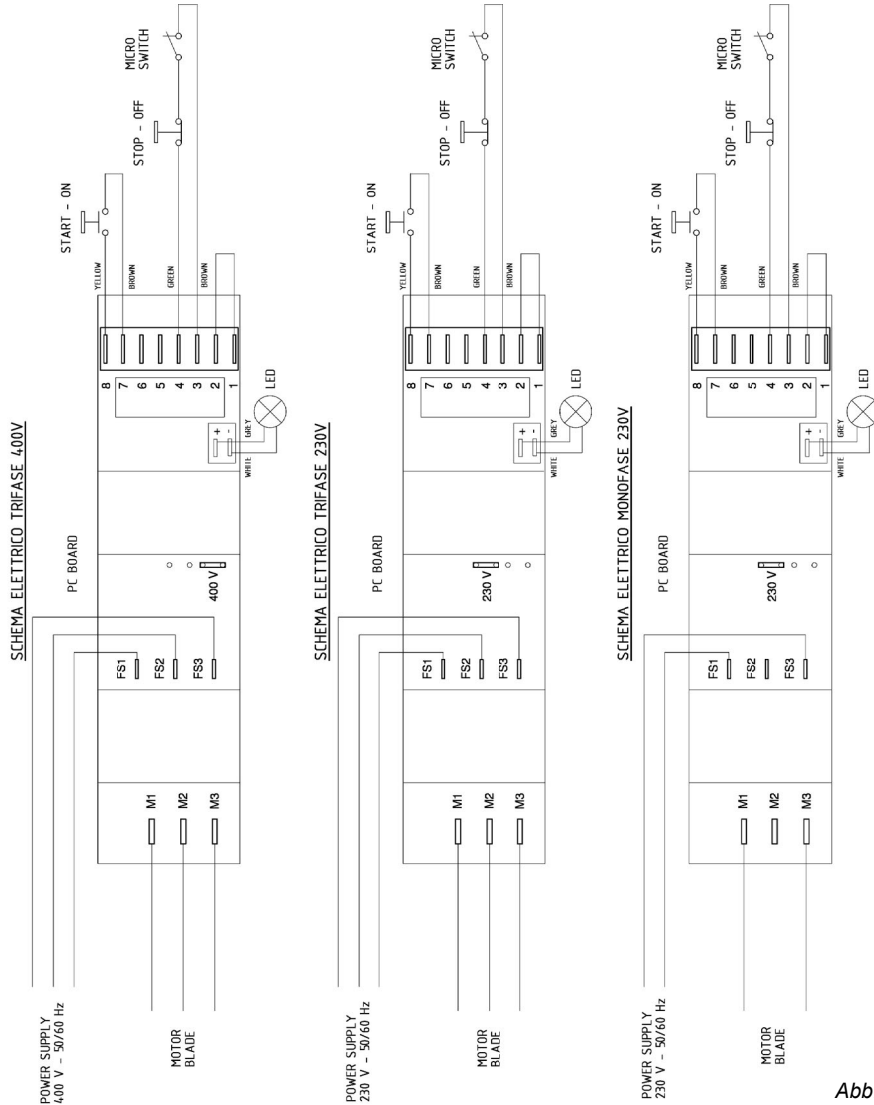 SCHEMA ELETTRICO TRIFASE 400V
POWER SUPPLY
400 V - 50/60 Hz
MOTOR
BLADE
M1
M2
M3
FS1
FS2
FS3
PC BOARD
400 V
WHITE
GREY
+
-
LED
8
7
6
5
4
3
2
1
YELLOW
BROWN
GREEN
BROWN
START - ON
STOP - OFF
MICRO
SWITCH
SCHEMA ELETTRICO TRIFASE 230V
POWER SUPPLY
230 V - 50/60 Hz
MOTOR
BLADE
M1
M2
M3
FS1
FS2
FS3
PC BOARD
230 V
WHITE
GREY
+
-
LED
8
7
6
5
4
3
2
1
YELLOW
BROWN
GREEN
BROWN
START - ON
STOP - OFF
MICRO
SWITCH
SCHEMA ELETTRICO MONOFASE 230V
POWER SUPPLY
230 V - 50/60 Hz
MOTOR
BLADE
M1
M2
M3
FS1
FS2
FS3
PC BOARD
230 V
WHITE
GREY
+
-
LED
8
7
6
5
4
3
2
1
YELLOW
BROWN
GREEN
BROWN
START - ON
STOP - OFF
MICRO
SWITCH
Abb